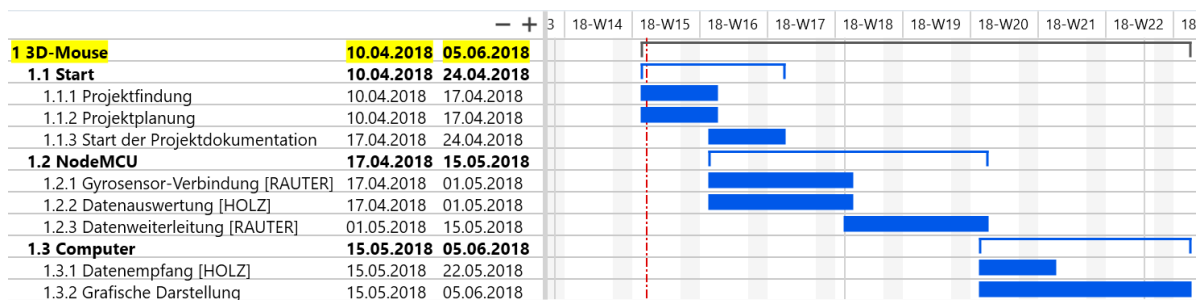 − + 3 18-W14 18-W15 18-W16 18-W17 18-W18 18-W19 18-W20 18-W21 18-W22 18
1 3D-Mouse 10.04.2018 05.06.2018
1.1 Start 10.04.2018 24.04.2018
1.1.1 Projektfindung 10.04.2018 17.04.2018
1.1.2 Projektplanung 10.04.2018 17.04.2018
1.1.3 Start der Projektdokumentation 17.04.2018 24.04.2018
1.2 NodeMCU 17.04.2018 15.05.2018
1.2.1 Gyrosensor-Verbindung [RAUTER] 17.04.2018 01.05.2018
1.2.2 Datenauswertung [HOLZ] 17.04.2018 01.05.2018
1.2.3 Datenweiterleitung [RAUTER] 01.05.2018 15.05.2018
1.3 Computer 15.05.2018 05.06.2018
1.3.1 Datenempfang [HOLZ] 15.05.2018 22.05.2018
1.3.2 Grafische Darstellung 15.05.2018 05.06.2018